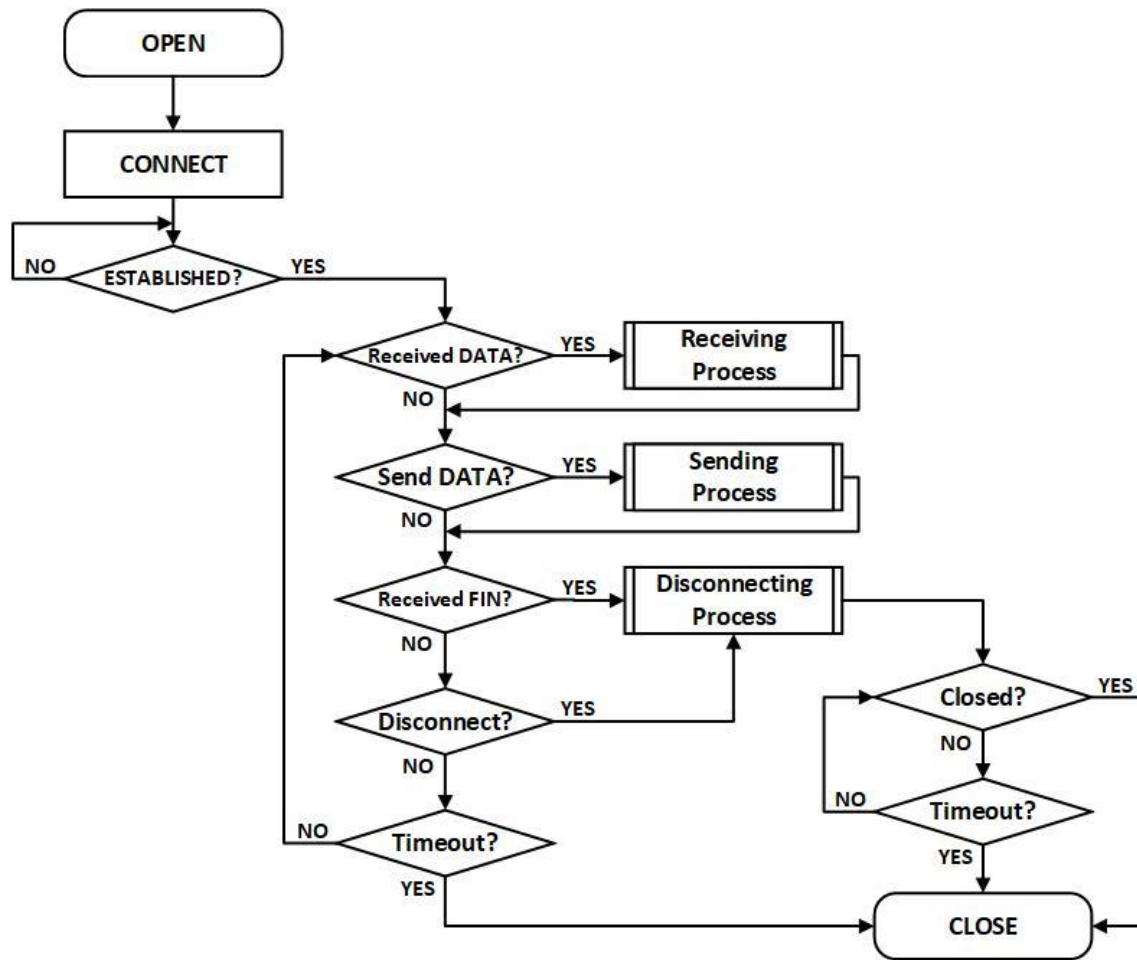 OPEN
CONNECT
NO
ESTABLISHED?
YES
Received DATA?
YES
Receiving
Process
NO
Send DATA?
YES
Sending
Process
NO
Received FIN?
YES
Disconnecting
Process
NO
Closed?
YES
Disconnect?
YES
NO
NO
NO
Timeout?
NO
Timeout?
YES
YES
CLOSE